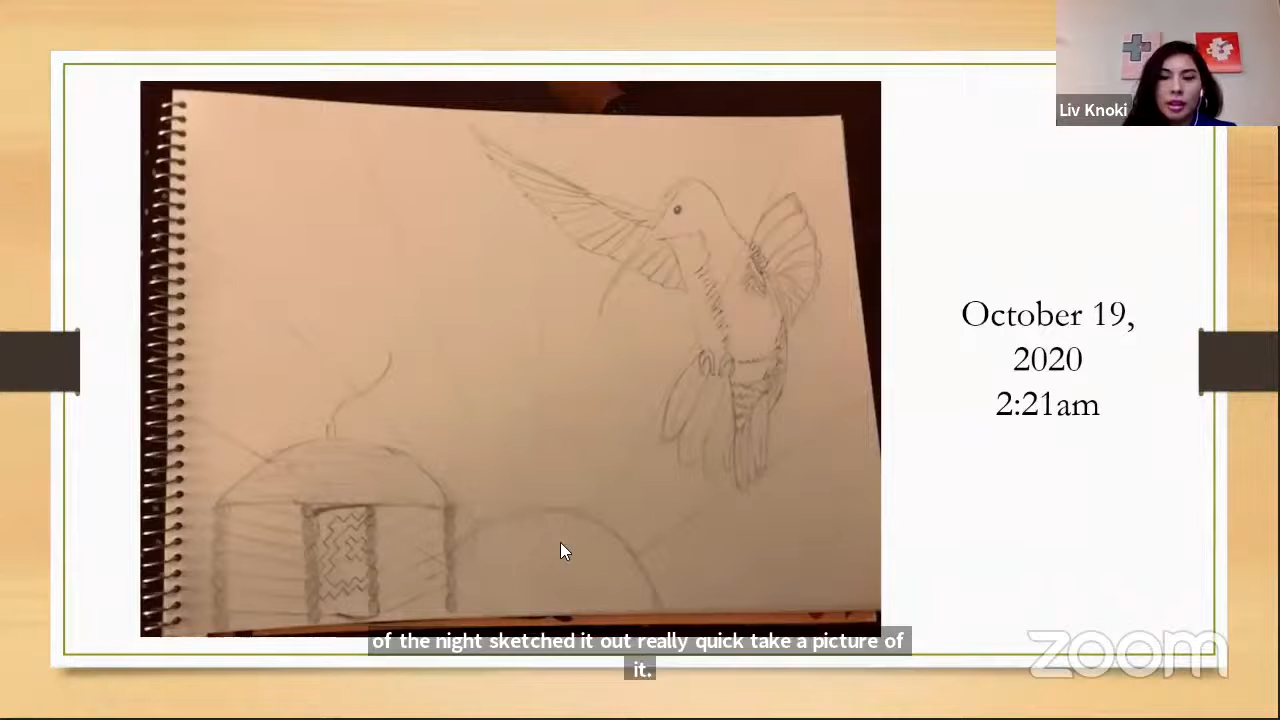 Liv Knoki
October 19,
2020
2:21am
of the night sketched it out really quick take a picture of
it.
zoom